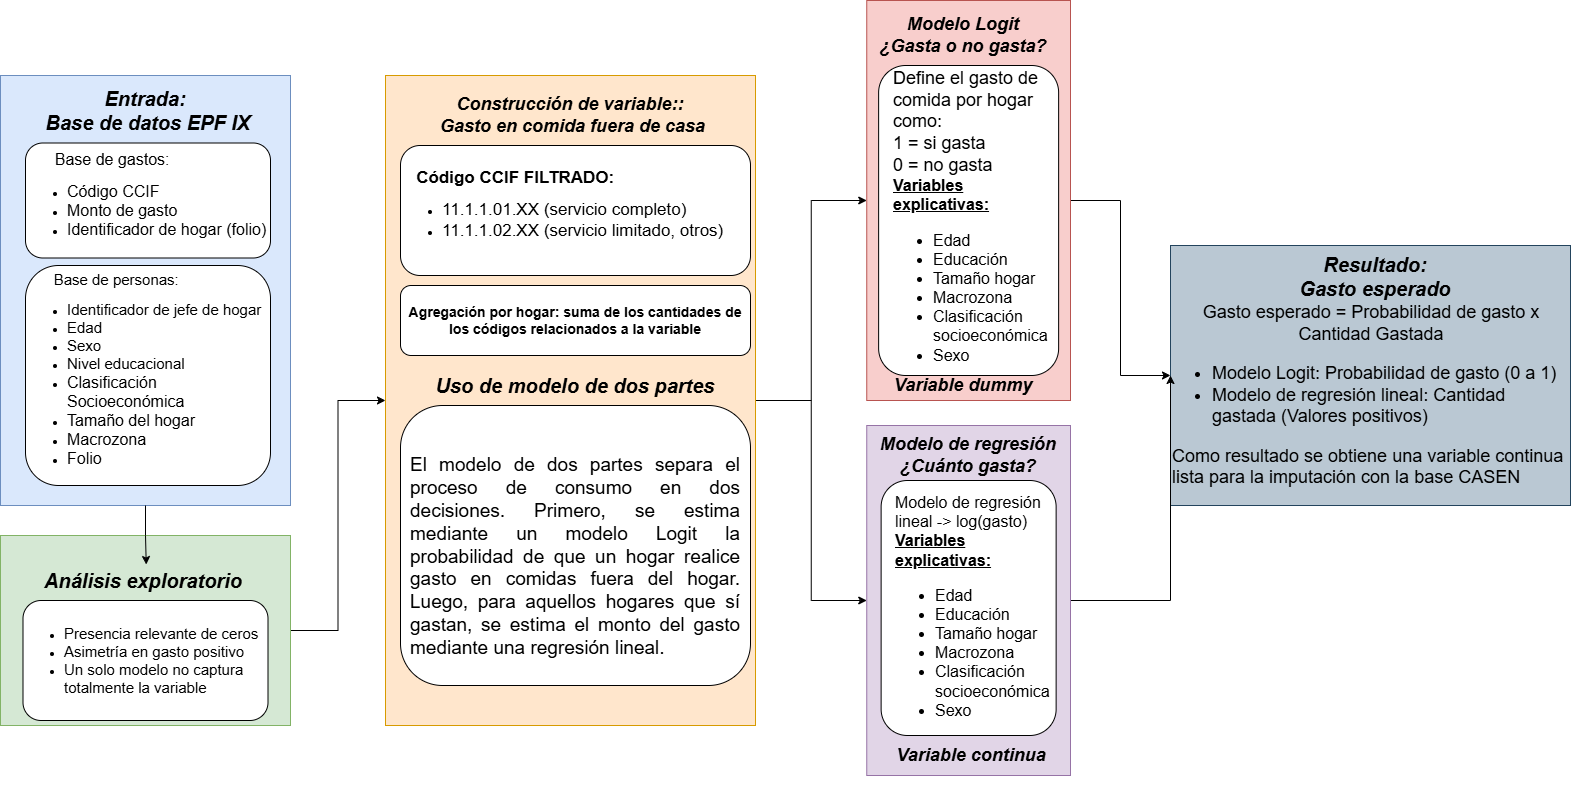 Entrada:
Base de datos EPF IX
Base de gastos:
Código CCIF
Monto de gasto
Identificador de hogar (folio)
Base de personas:
Identificador de jefe de hogar
Edad
Sexo
Nivel educacional
Clasificación
Socioeconómica
Tamaño del hogar
Macrozona
Folio
Análisis exploratorio
Presencia relevante de ceros
Asimetría en gasto positivo
Un solo modelo no captura
totalmente la variable
Construcción de variable::
Gasto en comida fuera de casa
Código CCIF FILTRADO:
11.1.1.01.XX (servicio completo)
11.1.1.02.XX (servicio limitado, otros)
Agregación por hogar: suma de los cantidades de
los códigos relacionados a la variable
Uso de modelo de dos partes
El modelo de dos partes separa el
proceso de consumo en dos
decisiones. Primero, se estima
mediante un modelo Logit la
probabilidad de que un hogar realice
gasto en comidas fuera del hogar.
Luego, para aquellos hogares que sí
gastan, se estima el monto del gasto
mediante una regresión lineal.
Modelo Logit
¿Gasta o no gasta?
Define el gasto de
comida por hogar
como:
1 = si gasta
0 = no gasta
Variables
explicativas:
Edad
Educación
Tamaño hogar
Macrozona
Clasificación
socioeconómica
Sexo
Variable dummy
Modelo de regresión
¿Cuánto gasta?
Modelo de regresión
lineal -> log(gasto)
Variables
explicativas:
Edad
Educación
Tamaño hogar
Macrozona
Clasificación
socioeconómica
Sexo
Variable continua
Resultado:
Gasto esperado
Gasto esperado = Probabilidad de gasto x
Cantidad Gastada
Modelo Logit: Probabilidad de gasto (0 a 1)
Modelo de regresión lineal: Cantidad
gastada (Valores positivos)
Como resultado se obtiene una variable continua
lista para la imputación con la base CASEN